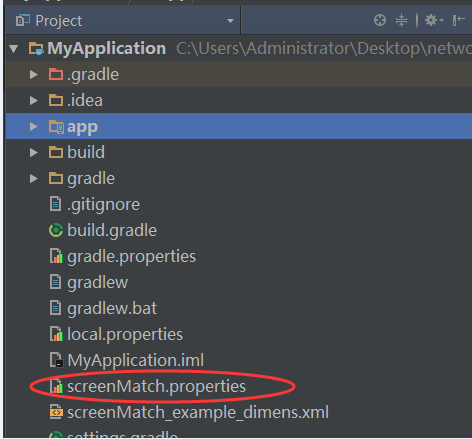 Project
MyApplication C:\Users\Administrator\Desktop\netwo
.gradle
.idea
app
build
gradle
.gitignore
build.gradle
gradle.properties
gradlew
gradlew.bat
local.properties
MyApplication.iml
screenMatch.properties
screenMatch_example_dimens.xml
settings.gradle